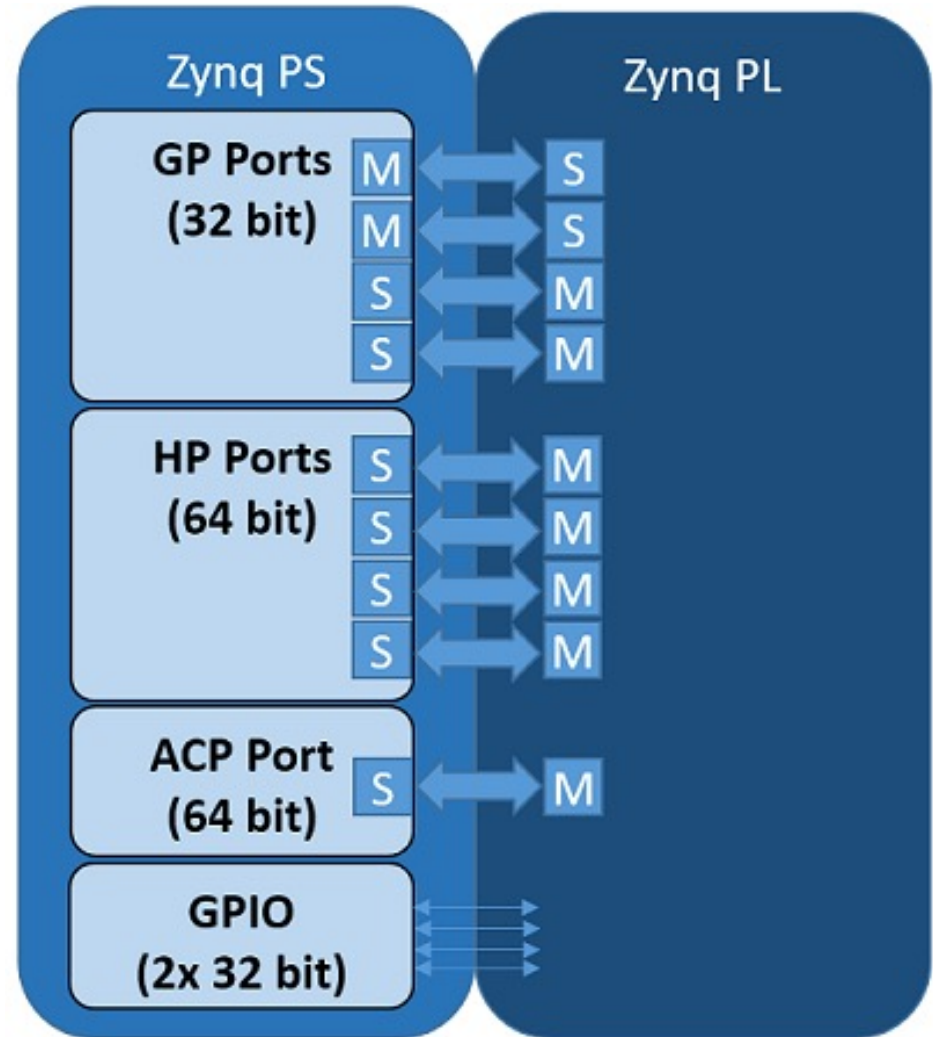 Zynq PS
Zynq PL
GP Ports
(32 bit)
M
S
M
S
S
M
S
M
HP Ports
(64 bit)
S
M
S
M
S
M
S
M
ACP Port
(64 bit)
S
M
GPIO
(2x 32 bit)